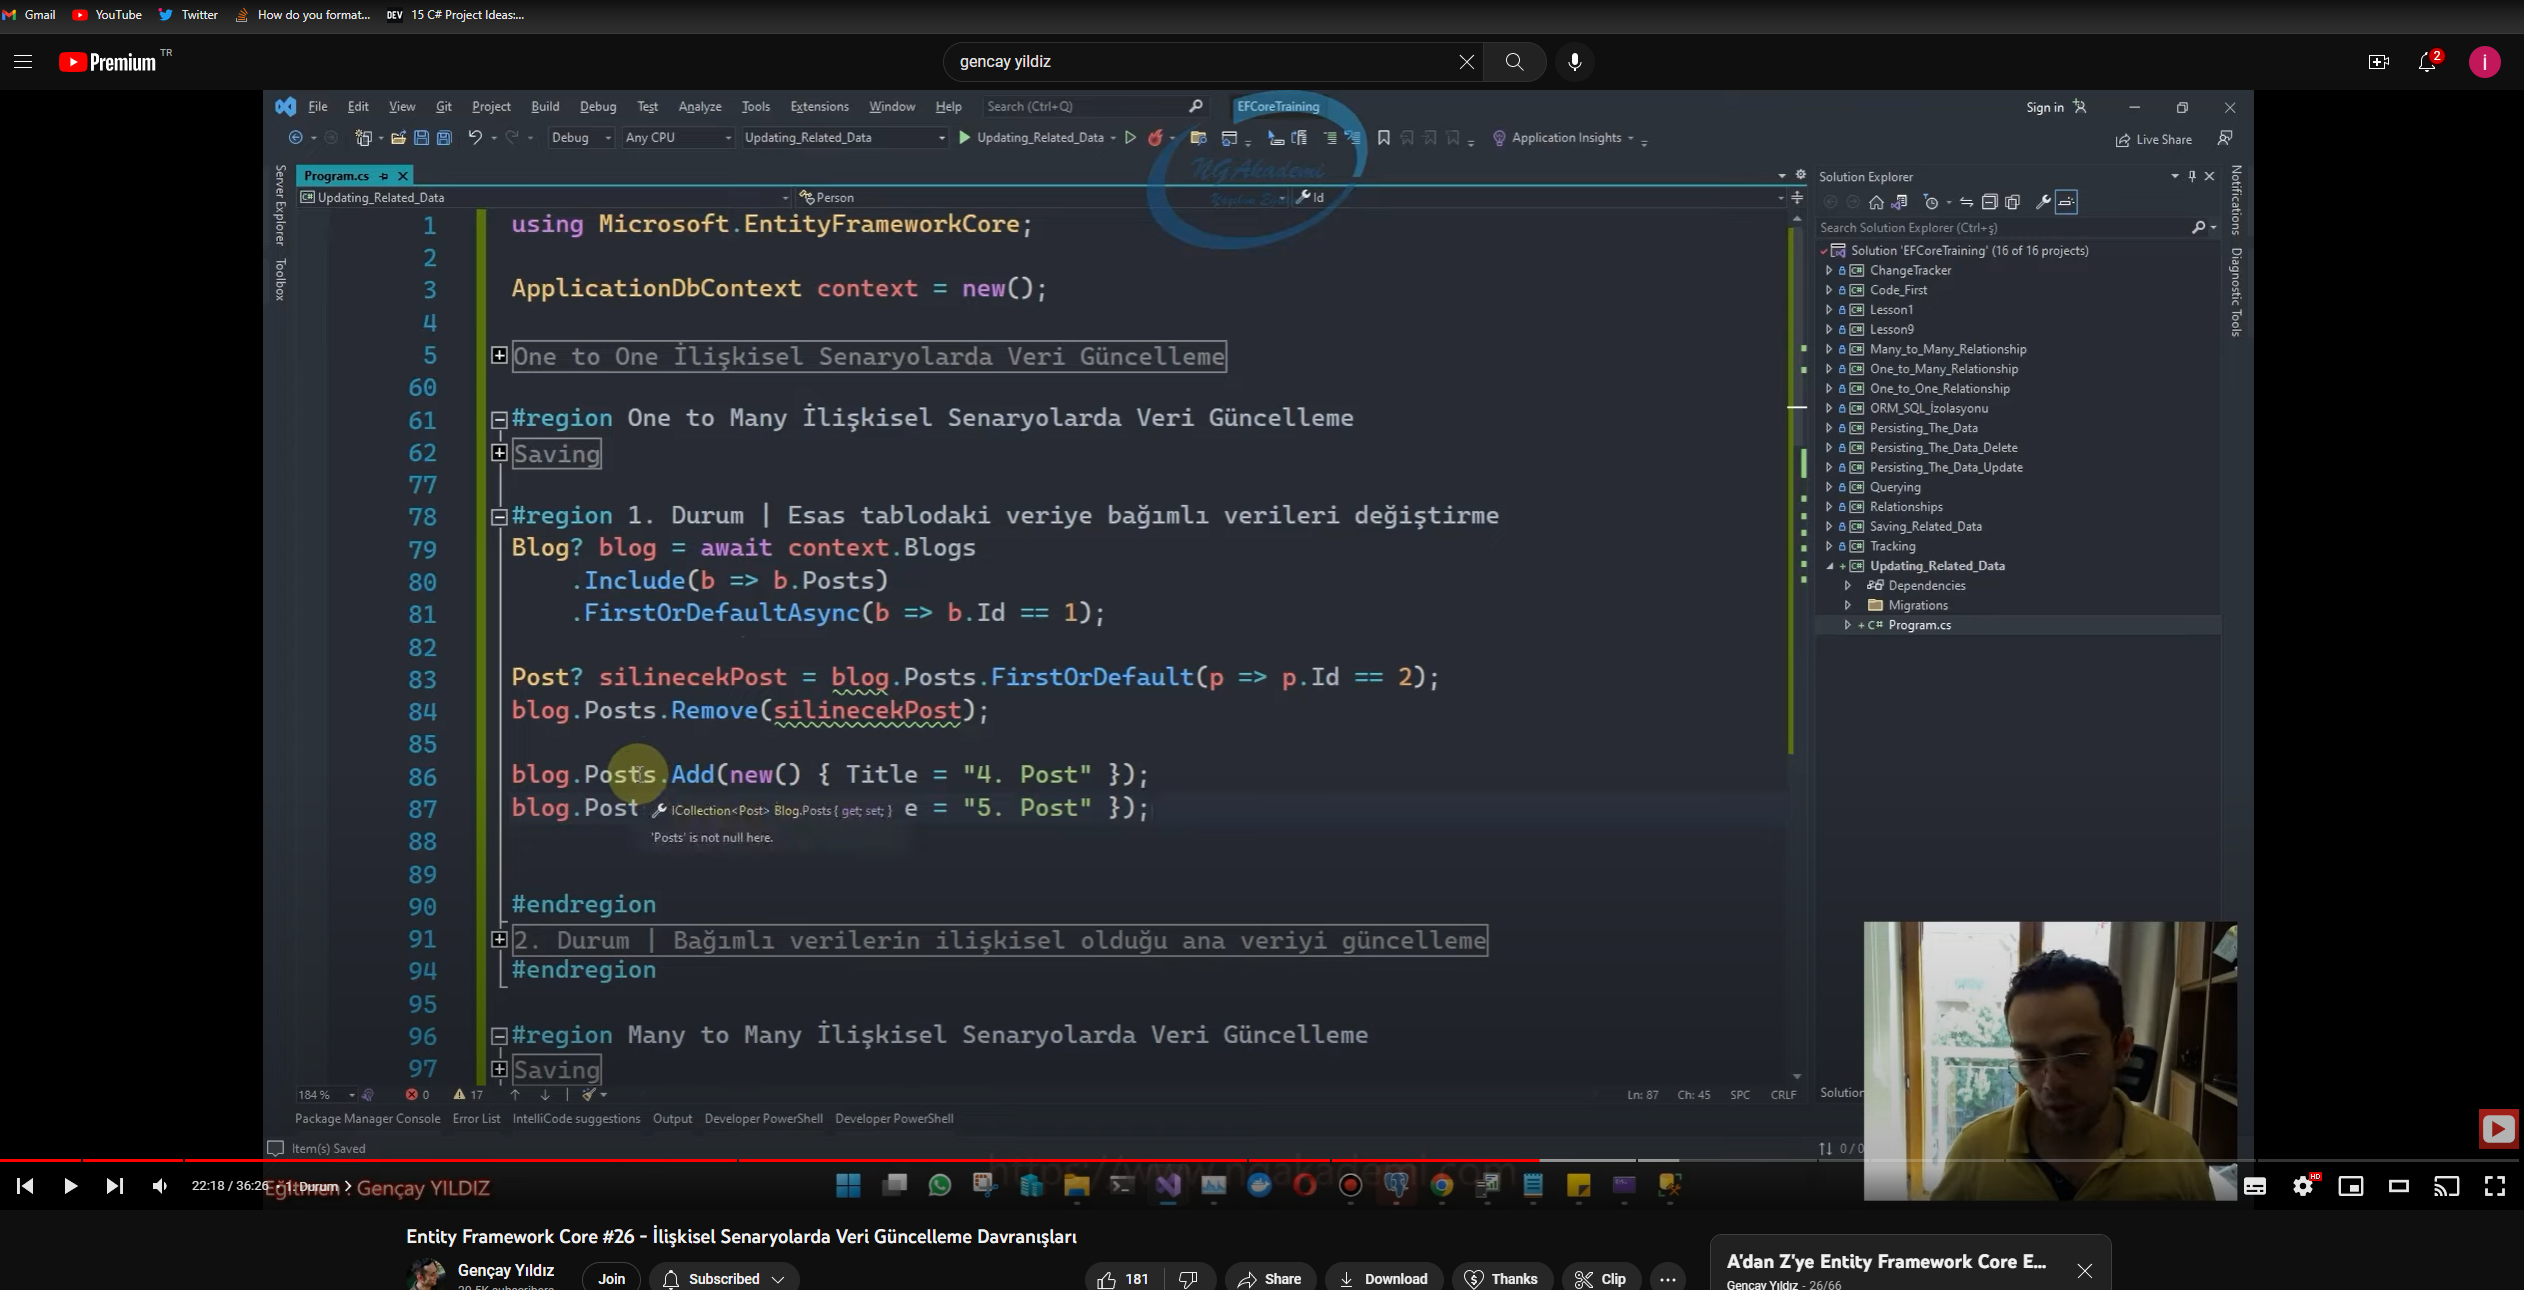 Gmail YouTube Twitter How do you format... DEV 15 C# Project Ideas:...
Premium TR gencay yildiz 2 i
File Edit View Git Project Build Debug Test Analyze Tools Extensions Window Help Search (Ctrl+Q) EFCoreTraining Sign in
Debug Any CPU Updating_Related_Data Updating_Related_Data Application Insights Live Share
NG Akademi
Server Explorer
Toolbox
Program.cs
Updating_Related_Data Person Id
1 using Microsoft.EntityFrameworkCore;
2
3 ApplicationDbContext context = new();
4
5 One to One İlişkisel Senaryolarda Veri Güncelleme
60
61 #region One to Many İlişkisel Senaryolarda Veri Güncelleme
62 Saving
77
78 #region 1. Durum | Esas tablodaki veriye bağımlı verileri değiştirme
79 Blog? blog = await context.Blogs
80 .Include(b => b.Posts)
81 .FirstOrDefaultAsync(b => b.Id == 1);
82
83 Post? silinecekPost = blog.Posts.FirstOrDefault(p => p.Id == 2);
84 blog.Posts.Remove(silinecekPost);
85
86 blog.Posts.Add(new() { Title = "4. Post" });
87 blog.Post e = "5. Post" });
ICollection<Post> Blog.Posts { get; set; }
'Posts' is not null here.
88
89
90 #endregion
91 2. Durum | Bağımlı verilerin ilişkisel olduğu ana veriyi güncelleme
94 #endregion
95
96 #region Many to Many İlişkisel Senaryolarda Veri Güncelleme
97 Saving
184 % 0 17 Ln: 87 Ch: 45 SPC CRLF
Package Manager Console Error List IntelliCode suggestions Output Developer PowerShell Developer PowerShell
Item(s) Saved 0 / 0
Solution Explorer
Search Solution Explorer (Ctrl+ş)
Solution 'EFCoreTraining' (16 of 16 projects)
ChangeTracker
Code_First
Lesson1
Lesson9
Many_to_Many_Relationship
One_to_Many_Relationship
One_to_One_Relationship
ORM_SQL_İzolasyonu
Persisting_The_Data
Persisting_The_Data_Delete
Persisting_The_Data_Update
Querying
Relationships
Saving_Related_Data
Tracking
Updating_Related_Data
Dependencies
Migrations
Program.cs
Solution
Notifications
Diagnostic Tools
https://www.ngakademi.com
22:18 / 36:26 • 1. Durum
Eğitmen : Gençay YILDIZ
HD
Entity Framework Core #26 - İlişkisel Senaryolarda Veri Güncelleme Davranışları
Gençay Yıldız Join Subscribed 181 Share Download Thanks Clip ...
A'dan Z'ye Entity Framework Core E...
Gençay Yıldız - 26/66